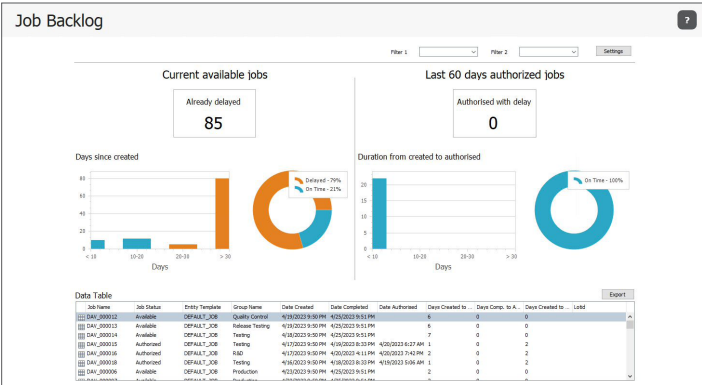 Job Backlog
?
Filter 1 Filter 2 Settings
Current available jobs
Already delayed
85
Last 60 days authorized jobs
Authorised with delay
0
Days since created
80
60
40
20
0
< 10 10-20 20-30 > 30
Days
Delayed - 79%
On Time - 21%
Duration from created to authorised
20
15
10
5
0
< 10 10-20 20-30 > 30
Days
On Time - 100%
Data Table Export
Job Name Job Status Entity Template Group Name Date Created Date Completed Date Authorised Days Created to ... Days Comp. to A... Days Created to ... Lotid
DAV_000012 Available DEFAULT_JOB Quality Control 4/19/2023 9:50 PM 4/25/2023 9:51 PM 6 0 0
DAV_000013 Available DEFAULT_JOB Release Testing 4/19/2023 9:50 PM 4/25/2023 9:51 PM 6 0 0
DAV_000014 Available DEFAULT_JOB Testing 4/18/2023 9:50 PM 4/25/2023 9:51 PM 7 0 0
DAV_000015 Authorized DEFAULT_JOB Testing 4/17/2023 9:50 PM 4/19/2023 8:33 PM 4/20/2023 6:27 AM 1 0 2
DAV_000016 Authorized DEFAULT_JOB R&D 4/17/2023 9:50 PM 4/20/2023 4:11 PM 4/20/2023 7:42 PM 2 0 2
DAV_000018 Authorized DEFAULT_JOB Testing 4/16/2023 9:50 PM 4/18/2023 8:33 PM 4/19/2023 5:06 AM 1 0 2
DAV_000006 Available DEFAULT_JOB Production 4/23/2023 9:50 PM 4/25/2023 9:51 PM 2 0 0